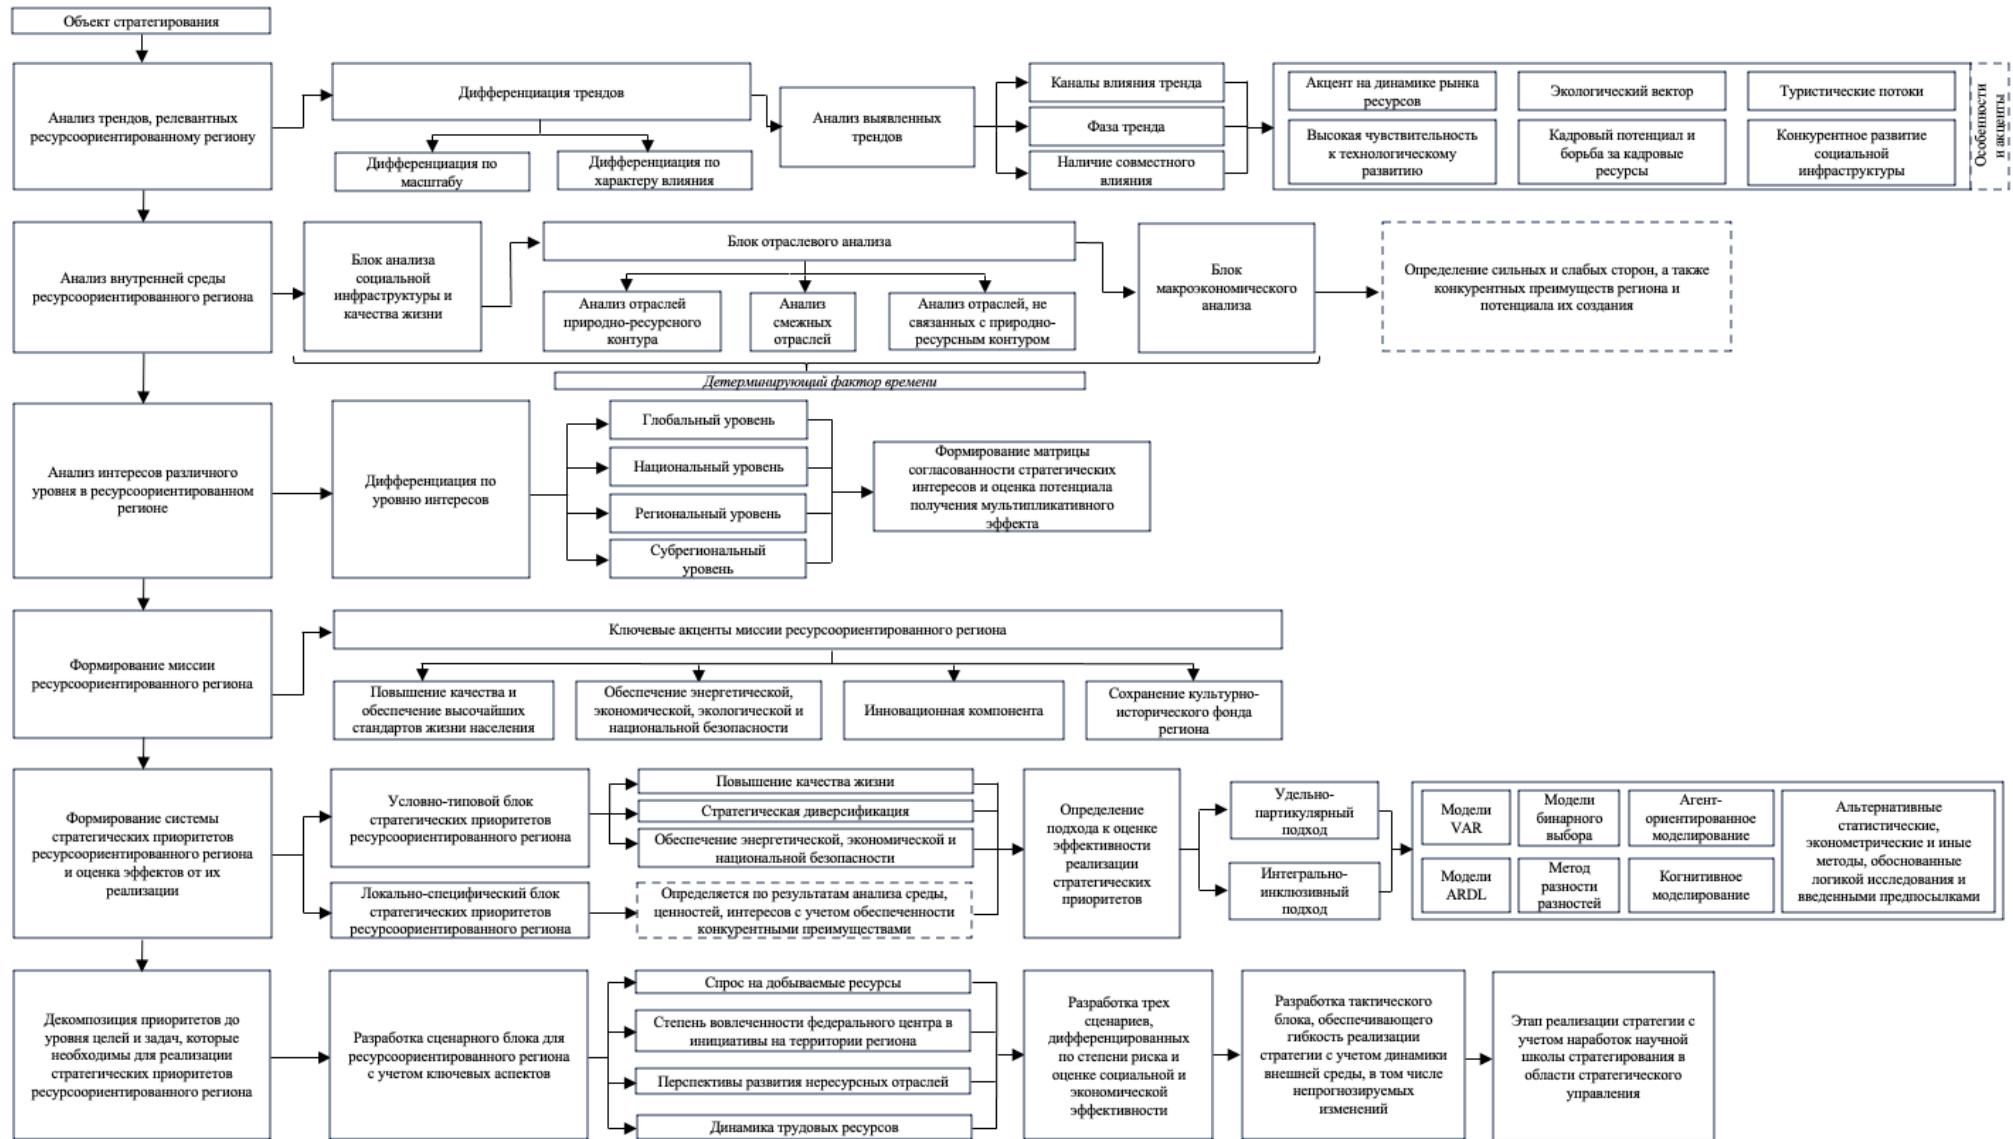 Объект стратегирования
Анализ трендов, релевантных
ресурсоориентированному региону
Дифференциация трендов
Дифференциация по
масштабу
Дифференциация по
характеру влияния
Анализ выявленных
трендов
Каналы влияния тренда
Фаза тренда
Наличие совместного
влияния
Акцент на динамике рынка
ресурсов
Экологический вектор
Туристические потоки
Высокая чувствительность
к технологическому
развитию
Кадровый потенциал и
борьба за кадровые
ресурсы
Конкурентное развитие
социальной
инфраструктуры
Особенности
и акценты
Анализ внутренней среды
ресурсоориентированного региона
Блок анализа
социальной
инфраструктуры и
качества жизни
Блок отраслевого анализа
Анализ отраслей
природно-ресурсного
контура
Анализ
смежных
отраслей
Анализ отраслей, не
связанных с природно-
ресурсным контуром
Блок
макроэкономического
анализа
Определение сильных и слабых сторон, а также
конкурентных преимуществ региона и
потенциала их создания
Детерминирующий фактор времени
Анализ интересов различного
уровня в ресурсоориентированном
регионе
Дифференциация по
уровню интересов
Глобальный уровень
Национальный уровень
Региональный уровень
Субрегиональный
уровень
Формирование матрицы
согласованности стратегических
интересов и оценка потенциала
получения мультипликативного
эффекта
Формирование миссии
ресурсоориентированного региона
Ключевые акценты миссии ресурсоориентированного региона
Повышение качества и
обеспечение высочайших
стандартов жизни населения
Обеспечение энергетической,
экономической, экологической и
национальной безопасности
Инновационная компонента
Сохранение культурно-
исторического фонда
региона
Формирование системы
стратегических приоритетов
ресурсоориентированного региона
и оценка эффектов от их
реализации
Условно-типовой блок
стратегических приоритетов
ресурсоориентированного региона
Повышение качества жизни
Стратегическая диверсификация
Обеспечение энергетической, экономической и
национальной безопасности
Локально-специфический блок
стратегических приоритетов
ресурсоориентированного региона
Определяется по результатам анализа среды,
ценностей, интересов с учетом обеспеченности
конкурентными преимуществами
Определение
подхода к оценке
эффективности
реализации
стратегических
приоритетов
Удельно-
партикулярный
подход
Интегрально-
инклюзивный
подход
Модели
VAR
Модели
бинарного
выбора
Агент-
ориентированное
моделирование
Модели
ARDL
Метод
разности
разностей
Когнитивное
моделирование
Альтернативные
статистические,
эконометрические и иные
методы, обоснованные
логикой исследования и
введенными предпосылками
Декомпозиция приоритетов до
уровня целей и задач, которые
необходимы для реализации
стратегических приоритетов
ресурсоориентированного региона
Разработка сценарного блока для
ресурсоориентированного региона
с учетом ключевых аспектов
Спрос на добываемые ресурсы
Степень вовлеченности федерального центра в
инициативы на территории региона
Перспективы развития нересурсных отраслей
Динамика трудовых ресурсов
Разработка трех
сценариев,
дифференцированных
по степени риска и
оценке социальной и
экономической
эффективности
Разработка тактического
блока, обеспечивающего
гибкость реализации
стратегии с учетом динамики
внешней среды, в том числе
непрогнозируемых
изменений
Этап реализации стратегии с
учетом наработок научной
школы стратегирования в
области стратегического
управления